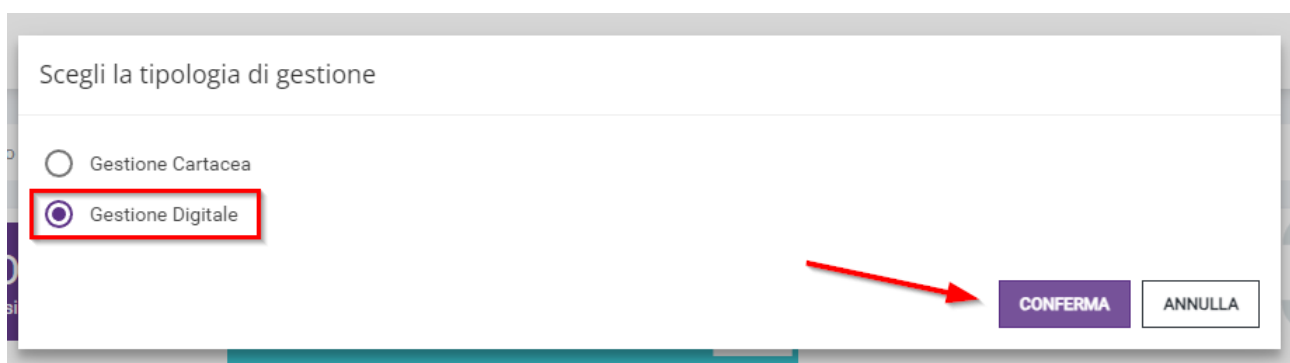 Scegli la tipologia di gestione
Gestione Cartacea
Gestione Digitale
CONFERMA ANNULLA